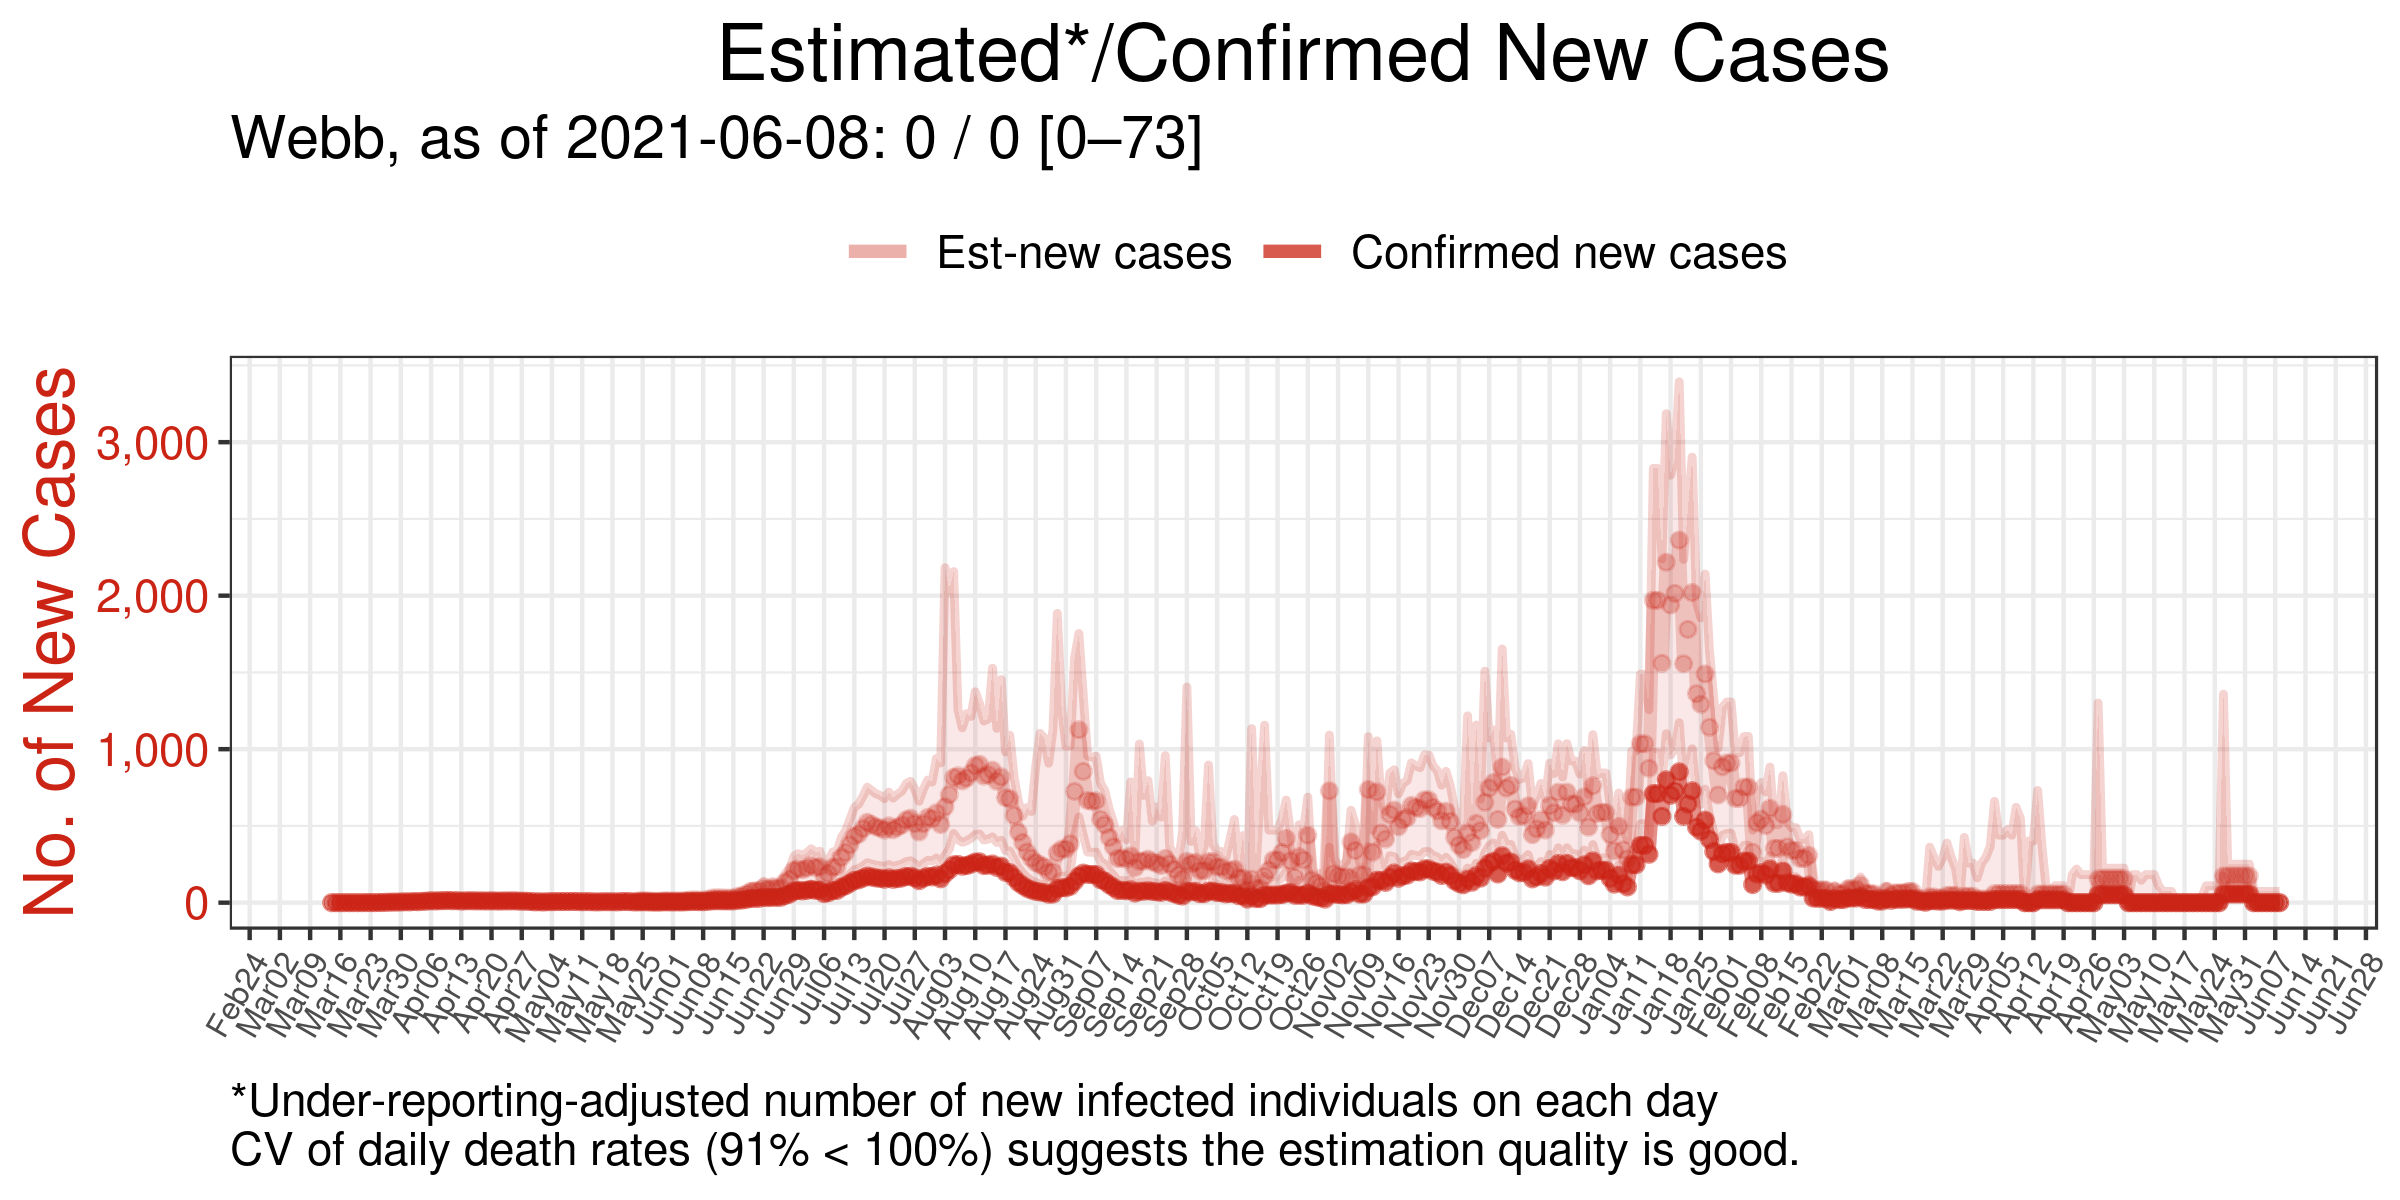 Estimated*/Confirmed New Cases
Webb, as of 2021-06-08: 0 / 0 [0–73]
Est-new cases Confirmed new cases
No. of New Cases
3,000
2,000
1,000
0
Feb24 Mar02 Mar09 Mar16 Mar23 Mar30 Apr06 Apr13 Apr20 Apr27 May04 May11 May18 May25 Jun01 Jun08 Jun15 Jun22 Jun29 Jul06 Jul13 Jul20 Jul27 Aug03 Aug10 Aug17 Aug24 Aug31 Sep07 Sep14 Sep21 Sep28 Oct05 Oct12 Oct19 Oct26 Nov02 Nov09 Nov16 Nov23 Nov30 Dec07 Dec14 Dec21 Dec28 Jan04 Jan11 Jan18 Jan25 Feb01 Feb08 Feb15 Feb22 Mar01 Mar08 Mar15 Mar22 Mar29 Apr05 Apr12 Apr19 Apr26 May03 May10 May17 May24 May31 Jun07 Jun14 Jun21 Jun28
*Under-reporting-adjusted number of new infected individuals on each day
CV of daily death rates (91% < 100%) suggests the estimation quality is good.